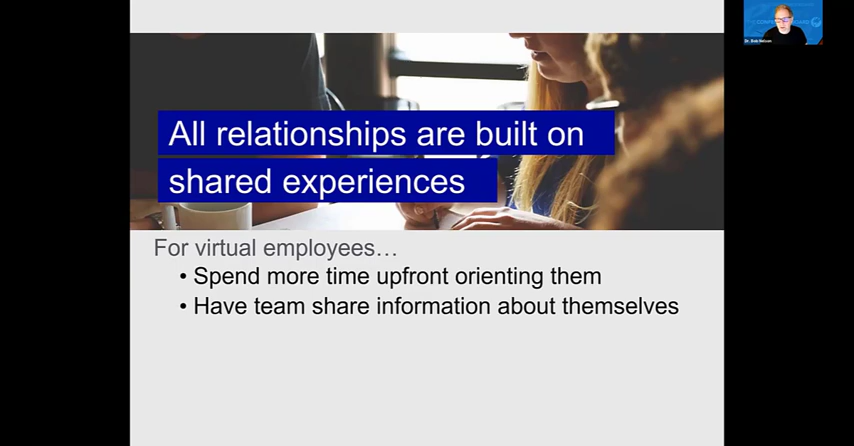 All relationships are built on
shared experiences
For virtual employees…
• Spend more time upfront orienting them
• Have team share information about themselves